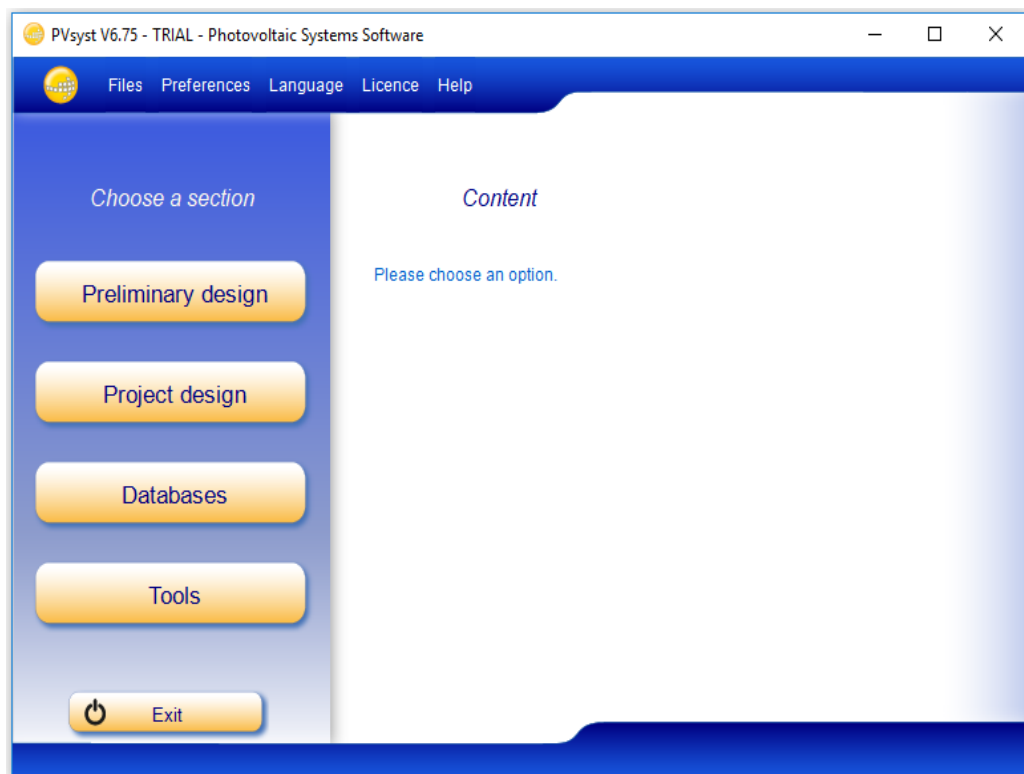 PVsyst V6.75 - TRIAL - Photovoltaic Systems Software
Files Preferences Language Licence Help
Choose a section
Content
Please choose an option.
Preliminary design
Project design
Databases
Tools
Exit